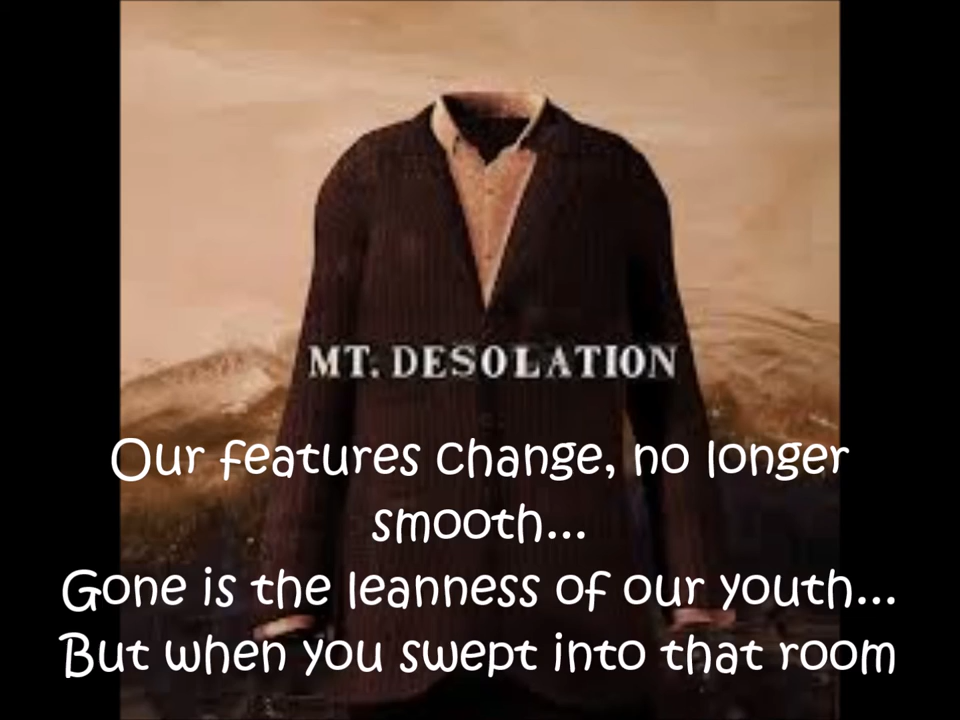 MT. DESOLATION
Our features change, no longer
smooth...
Gone is the leanness of our youth...
But when you swept into that room